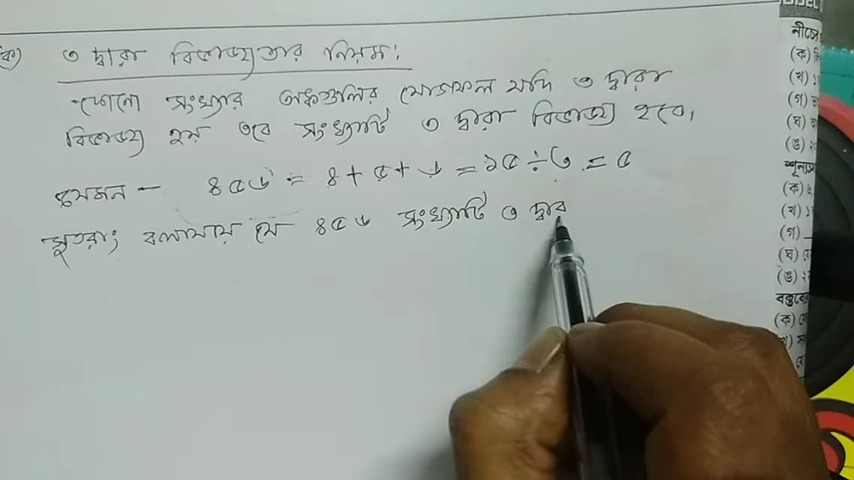 (ক) ৩ দ্বারা বিভাজ্যতার নিয়ম:
কোনো সংখ্যার অঙ্কগুলির যোগফল যদি ৩ দ্বারা
বিভাজ্য হয় তবে সংখ্যাটি ৩ দ্বারা বিভাজ্য হবে।
যেমন — ৪৫৬ = ৪ + ৫ + ৬ = ১৫ ÷ ৩ = ৫
সুতরাং বলাযায় যে ৪৫৬ সংখ্যাটি ৩ দ্বার
নীচের
(ক)
(খ)
(গ)
(ঘ)
(ঙ)
শূন্য
(ক)
(খ)
(গ)
(ঘ)
(ঙ)
(ক)
(খ)